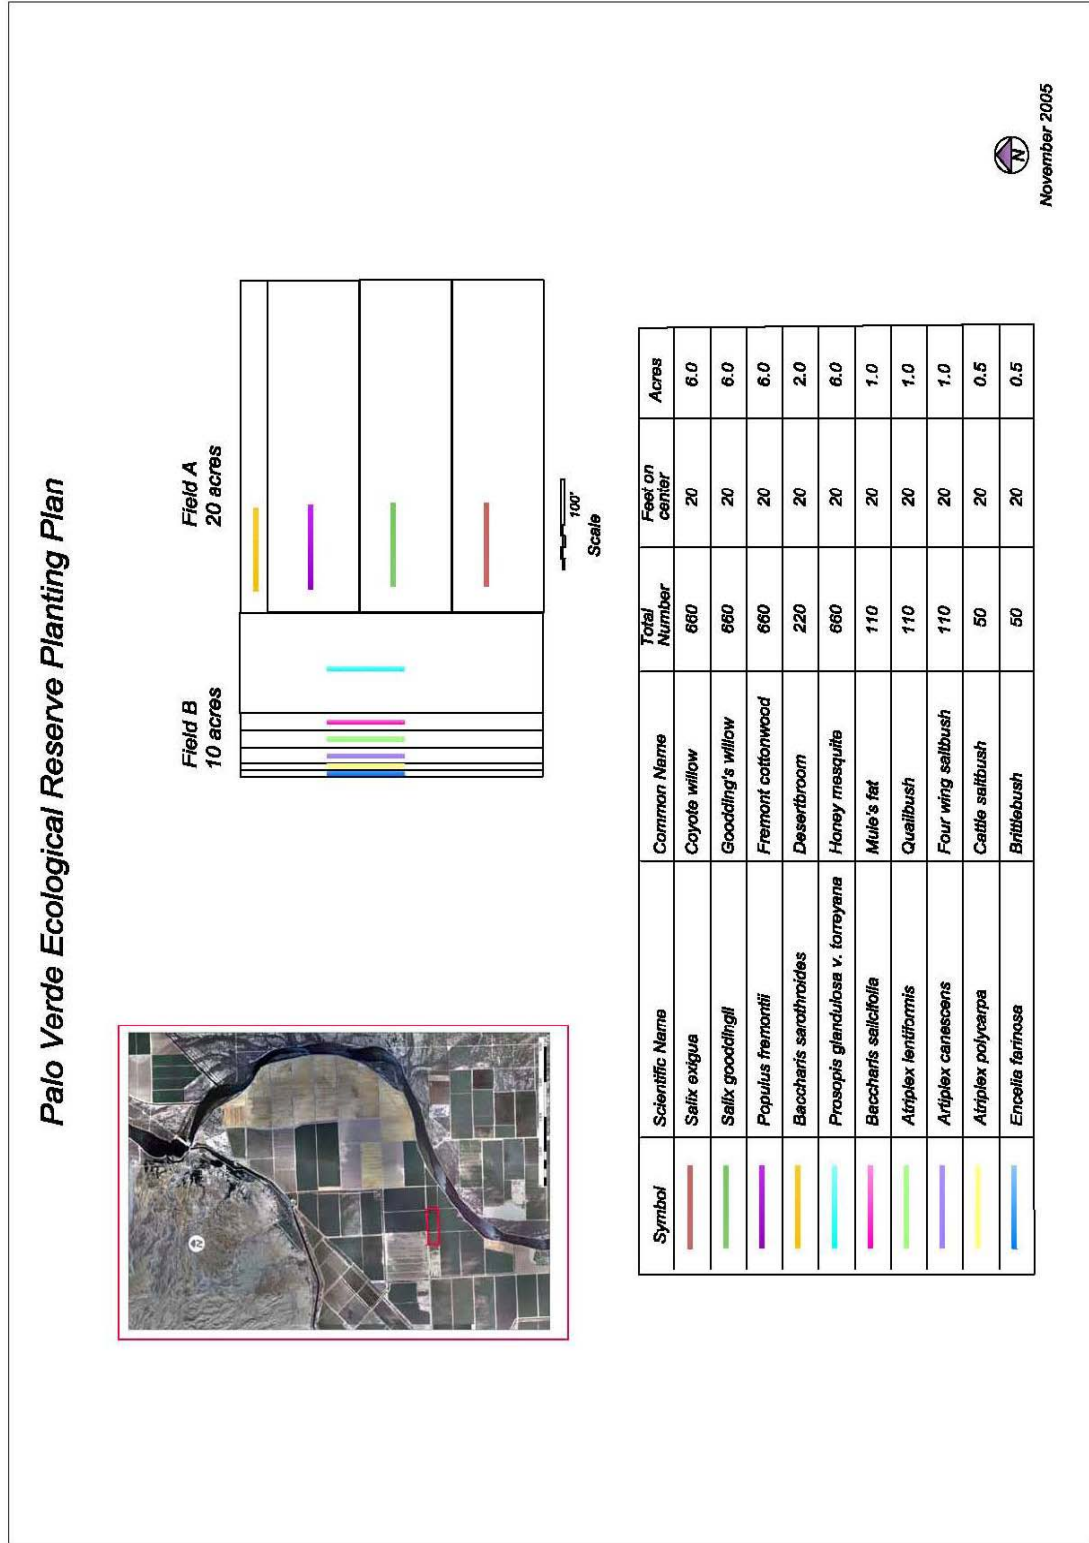 Palo Verde Ecological Reserve Planting Plan
Field B
10 acres
Field A
20 acres
N
100'
Scale
Symbol Scientific Name Common Name Total Number Feet on center Acres
Salix exigua Coyote willow 660 20 6.0
Salix gooddingii Goodding's willow 660 20 6.0
Populus fremontii Fremont cottonwood 660 20 6.0
Baccharis sarothroides Desertbroom 220 20 2.0
Prosopis glandulosa v. torreyana Honey mesquite 660 20 6.0
Baccharis salicifolia Mule's fat 110 20 1.0
Atriplex lentiformis Quailbush 110 20 1.0
Artiplex canescens Four wing saltbush 110 20 1.0
Atriplex polycarpa Cattle saltbush 50 20 0.5
Encelia farinosa Brittlebush 50 20 0.5
N
November 2005